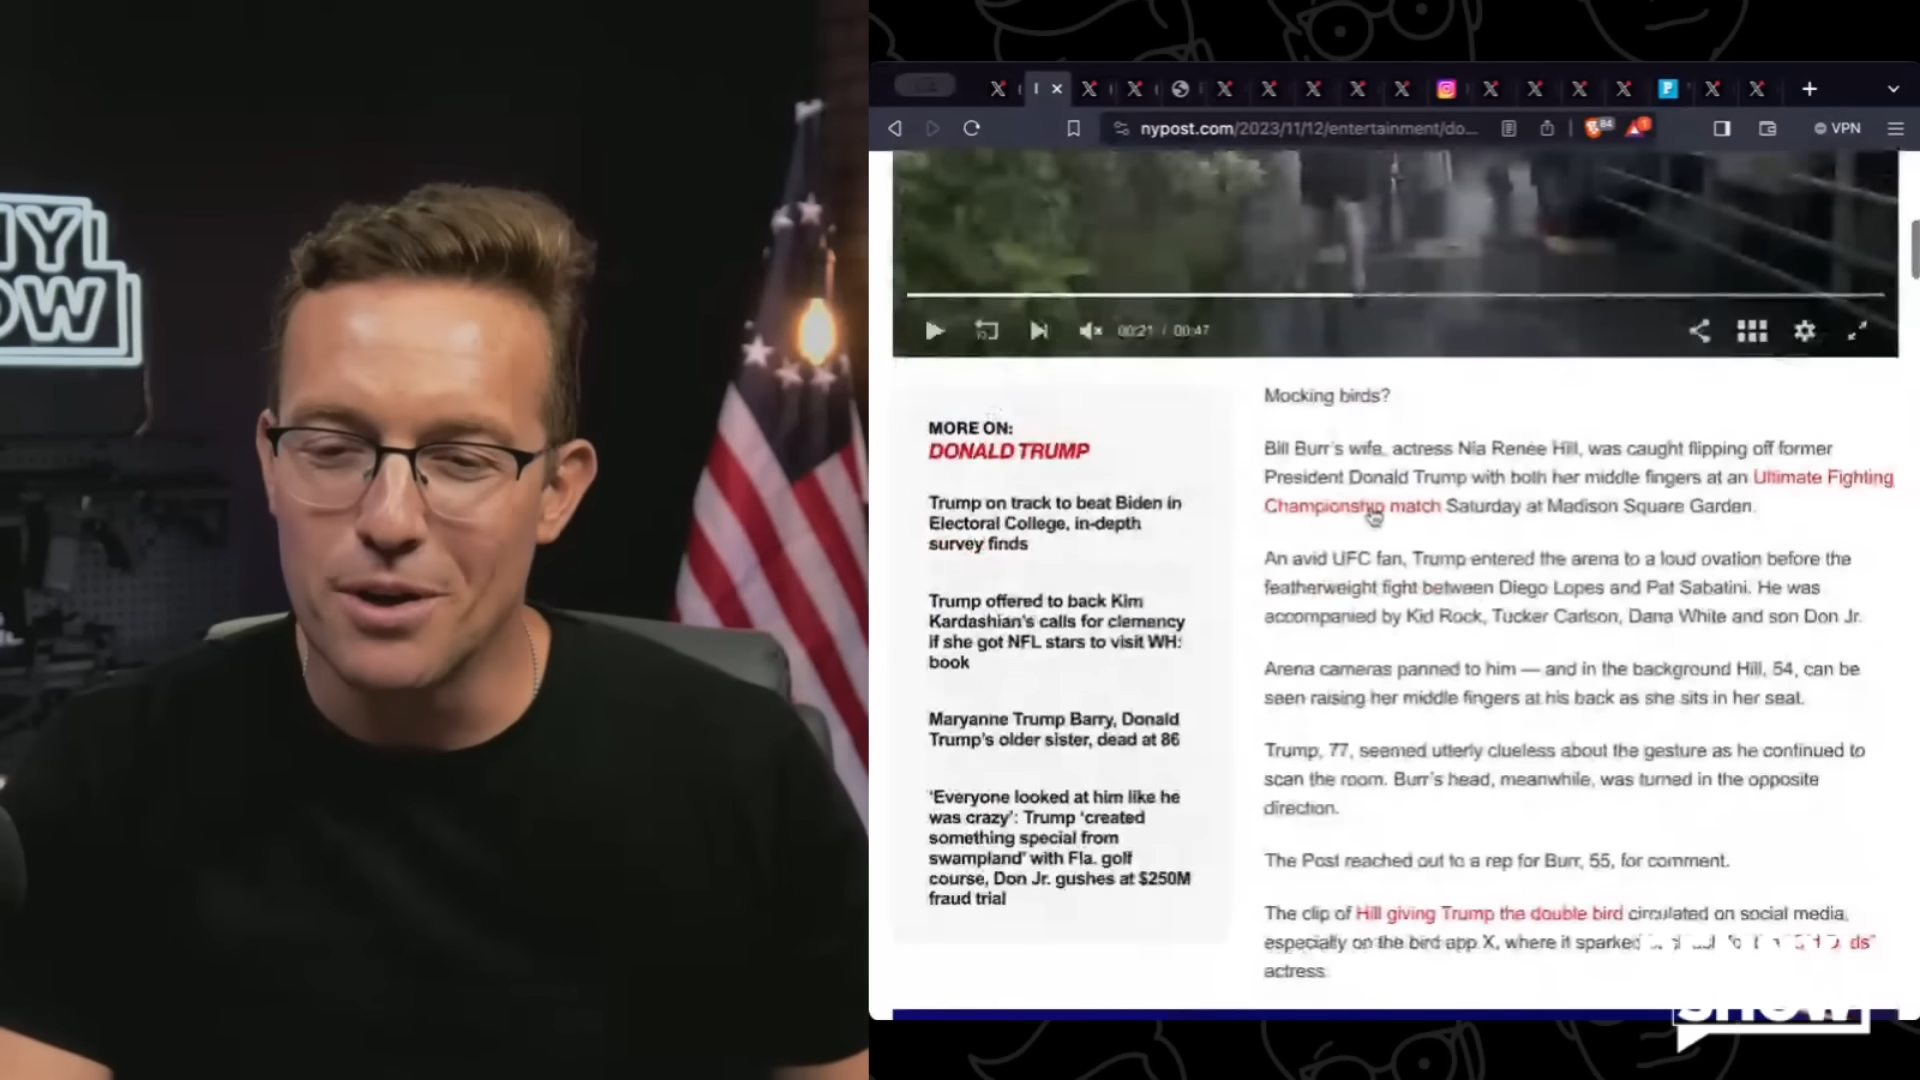 OW
nypost.com/2023/11/12/entertainment/do...
84
1
VPN
00:21 / 00:47
MORE ON:
DONALD TRUMP
Trump on track to beat Biden in
Electoral College, in-depth
survey finds
Trump offered to back Kim
Kardashian's calls for clemency
if she got NFL stars to visit WH:
book
Maryanne Trump Barry, Donald
Trump's older sister, dead at 86
'Everyone looked at him like he
was crazy': Trump 'created
something special from
swampland' with Fla. golf
course, Don Jr. gushes at $250M
fraud trial
Mocking birds?
Bill Burr's wife, actress Nia Renee Hill, was caught flipping off former
President Donald Trump with both her middle fingers at an Ultimate Fighting
Championship match Saturday at Madison Square Garden.
An avid UFC fan, Trump entered the arena to a loud ovation before the
featherweight fight between Diego Lopes and Pat Sabatini. He was
accompanied by Kid Rock, Tucker Carlson, Dana White and son Don Jr.
Arena cameras panned to him — and in the background Hill, 54, can be
seen raising her middle fingers at his back as she sits in her seat.
Trump, 77, seemed utterly clueless about the gesture as he continued to
scan the room. Burr's head, meanwhile, was turned in the opposite
direction.
The Post reached out to a rep for Burr, 55, for comment.
The clip of Hill giving Trump the double bird circulated on social media,
especially on the bird app X, where it sparked
actress
SHOW